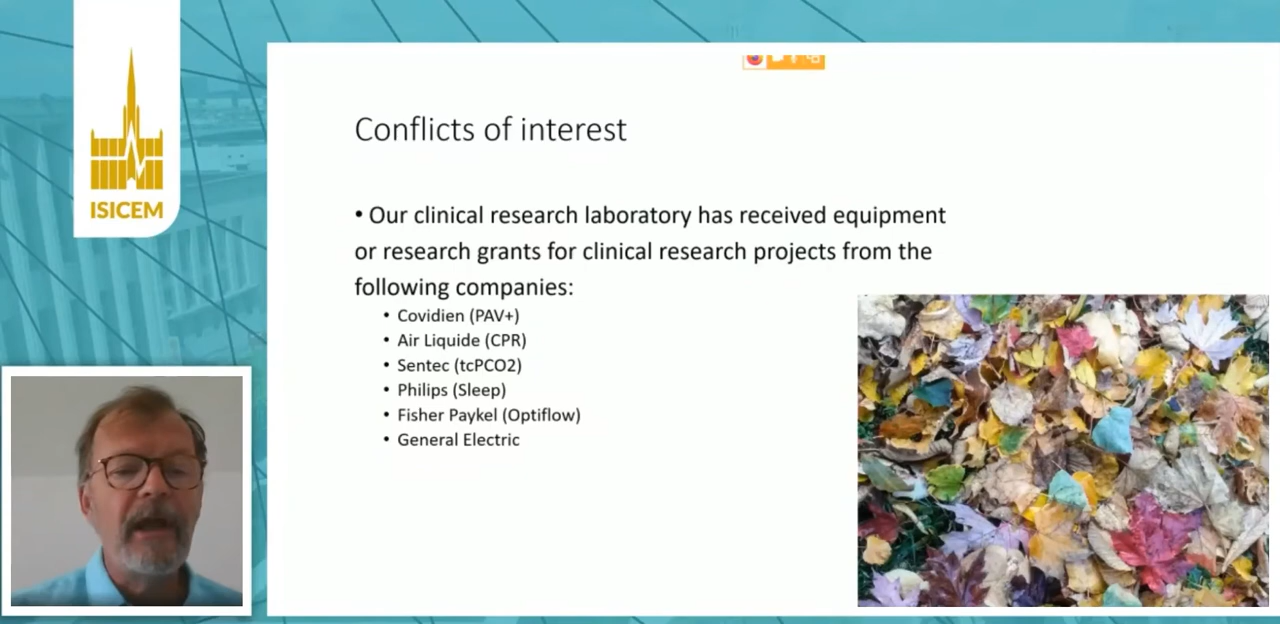 ISICEM
Conflicts of interest
• Our clinical research laboratory has received equipment
or research grants for clinical research projects from the
following companies:
• Covidien (PAV+)
• Air Liquide (CPR)
• Sentec (tcPCO2)
• Philips (Sleep)
• Fisher Paykel (Optiflow)
• General Electric